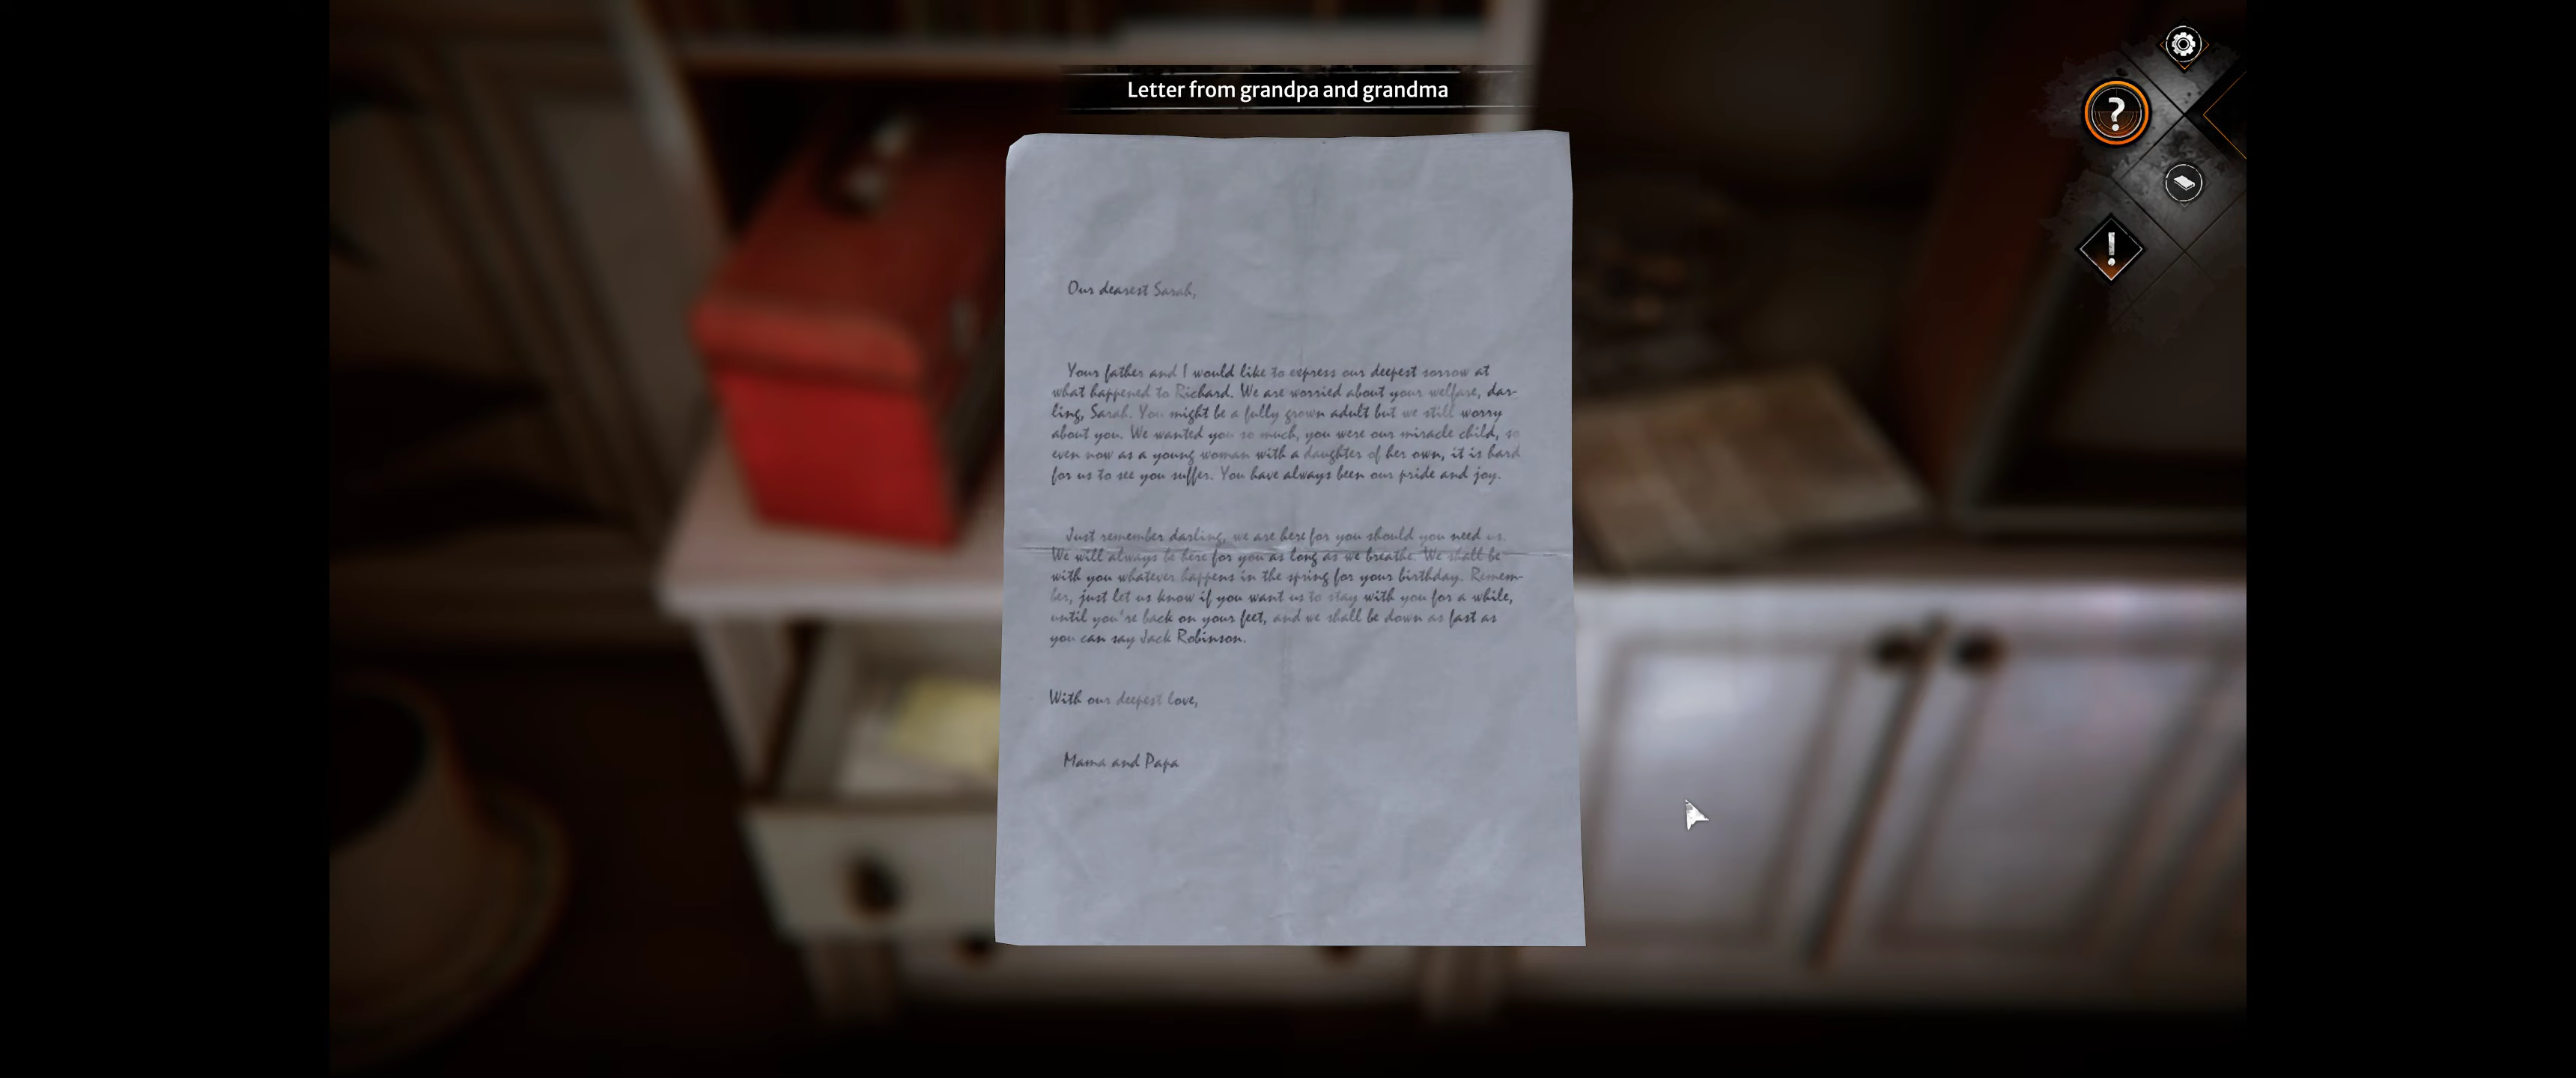 Letter from grandpa and grandma
Our dearest Sarah,
Your father and I would like to express our deepest sorrow at
what happened to Richard. We are worried about your welfare, dar-
ling, Sarah. You might be a fully grown adult but we still worry
about you. We wanted you so much, you were our miracle child, so
even now as a young woman with a daughter of her own, it is hard
for us to see you suffer. You have always been our pride and joy.
Just remember darling, we are here for you should you need us.
We will always be here for you as long as we breathe. We shall be
with you whatever happens in the spring for your birthday. Remem-
ber, just let us know if you want us to stay with you for a while,
until you're back on your feet, and we shall be down as fast as
you can say Jack Robinson.
With our deepest love,
Mama and Papa